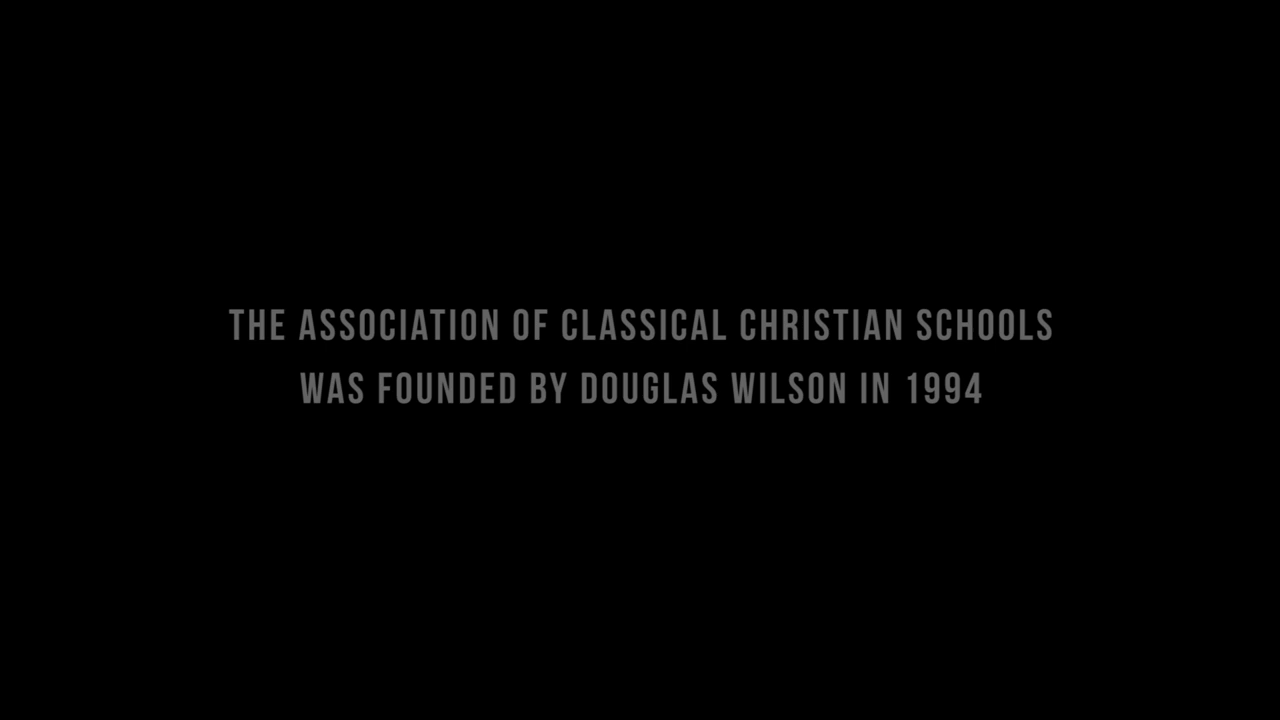 THE ASSOCIATION OF CLASSICAL CHRISTIAN SCHOOLS
WAS FOUNDED BY DOUGLAS WILSON IN 1994